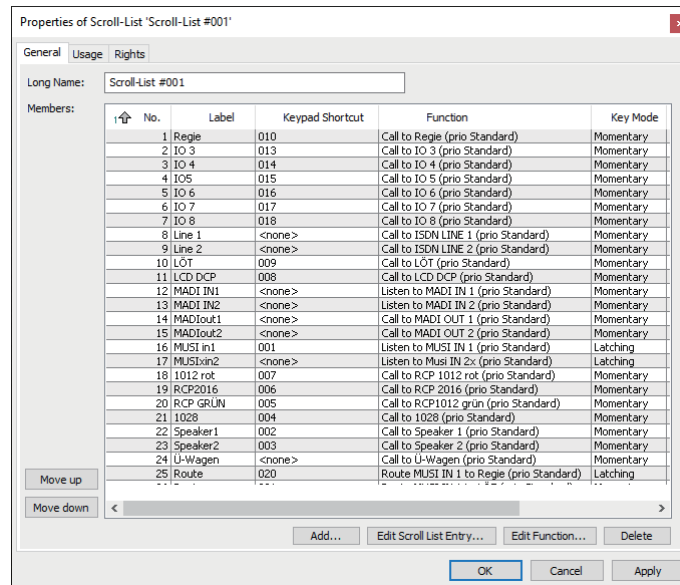 Properties of Scroll-List 'Scroll-List #001'
General Usage Rights
Long Name: Scroll-List #001
Members:
1 No. Label Keypad Shortcut Function Key Mode
1 Regie 010 Call to Regie (prio Standard) Momentary
2 IO 3 013 Call to IO 3 (prio Standard) Momentary
3 IO 4 014 Call to IO 4 (prio Standard) Momentary
4 IO5 015 Call to IO 5 (prio Standard) Momentary
5 IO 6 016 Call to IO 6 (prio Standard) Momentary
6 IO 7 017 Call to IO 7 (prio Standard) Momentary
7 IO 8 018 Call to IO 8 (prio Standard) Momentary
8 Line 1 <none> Call to ISDN LINE 1 (prio Standard) Momentary
9 Line 2 <none> Call to ISDN LINE 2 (prio Standard) Momentary
10 LÖT 009 Call to LÖT (prio Standard) Momentary
11 LCD DCP 008 Call to LCD DCP (prio Standard) Momentary
12 MADI IN1 <none> Listen to MADI IN 1 (prio Standard) Momentary
13 MADI IN2 <none> Listen to MADI IN 2 (prio Standard) Momentary
14 MADIout1 <none> Call to MADI OUT 1 (prio Standard) Momentary
15 MADIout2 <none> Call to MADI OUT 2 (prio Standard) Momentary
16 MUSI in1 001 Listen to MUSI IN 1 (prio Standard) Latching
17 MUSIxin2 <none> Listen to Musi IN 2x (prio Standard) Latching
18 1012 rot 007 Call to RCP 1012 rot (prio Standard) Momentary
19 RCP2016 006 Call to RCP 2016 (prio Standard) Momentary
20 RCP GRÜN 005 Call to RCP1012 grün (prio Standard) Momentary
21 1028 004 Call to 1028 (prio Standard) Momentary
22 Speaker1 002 Call to Speaker 1 (prio Standard) Momentary
23 Speaker2 003 Call to Speaker 2 (prio Standard) Momentary
24 Ü-Wagen <none> Call to Ü-Wagen (prio Standard) Momentary
25 Route 020 Route MUSI IN 1 to Regie (prio Standard) Latching
Move up
Move down
Add... Edit Scroll List Entry... Edit Function... Delete
OK Cancel Apply